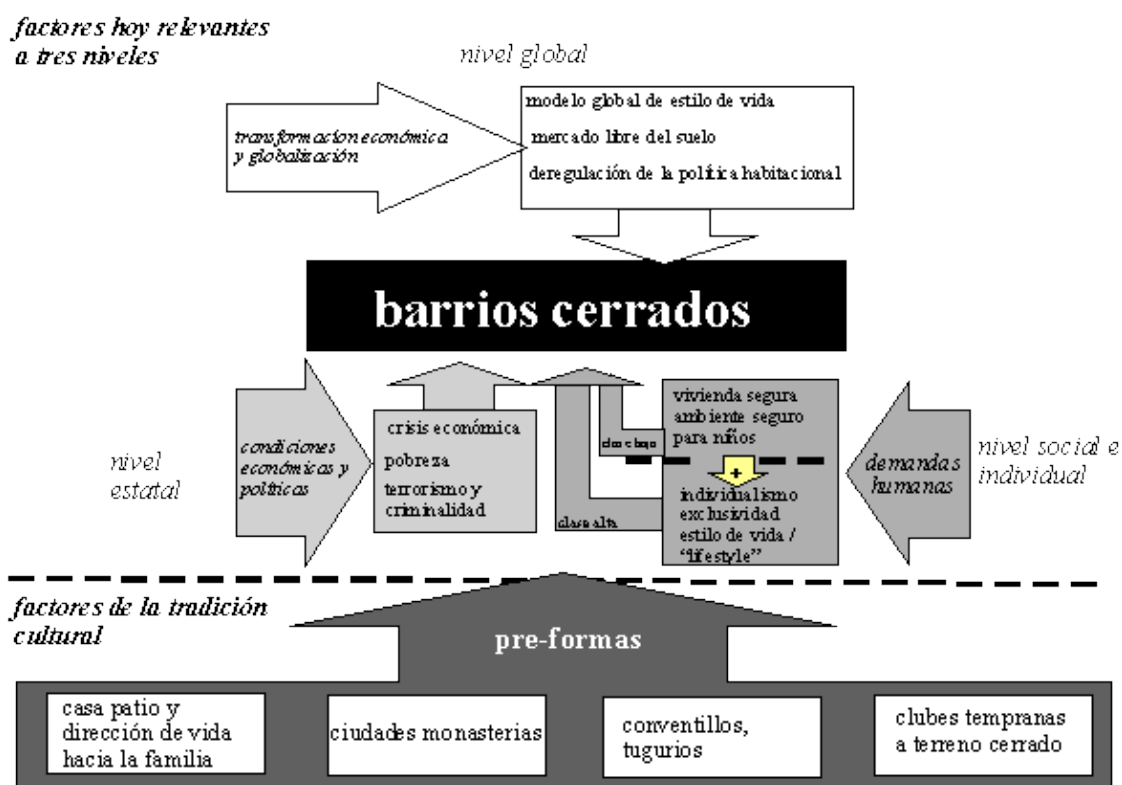 factores hoy relevantes
a tres niveles
nivel global
transformacion económica
y globalización
modelo global de estilo de vida
mercado libre del suelo
deregulación de la política habitacional
barrios cerrados
nivel
estatal
condiciones
económicas y
políticas
crisis económica
pobreza
terrorismo y
criminalidad
clase baja
clase alta
vivienda segura
ambiente seguro
para niños
+
individualismo
exclusividad
estilo de vida /
“lifestyle”
demandas
humanas
nivel social e
individual
factores de la tradición
cultural
pre-formas
casa patio y
dirección de vida
hacia la familia
ciudades monasterias
conventillos,
tugurios
clubes tempranas
a terreno cerrado